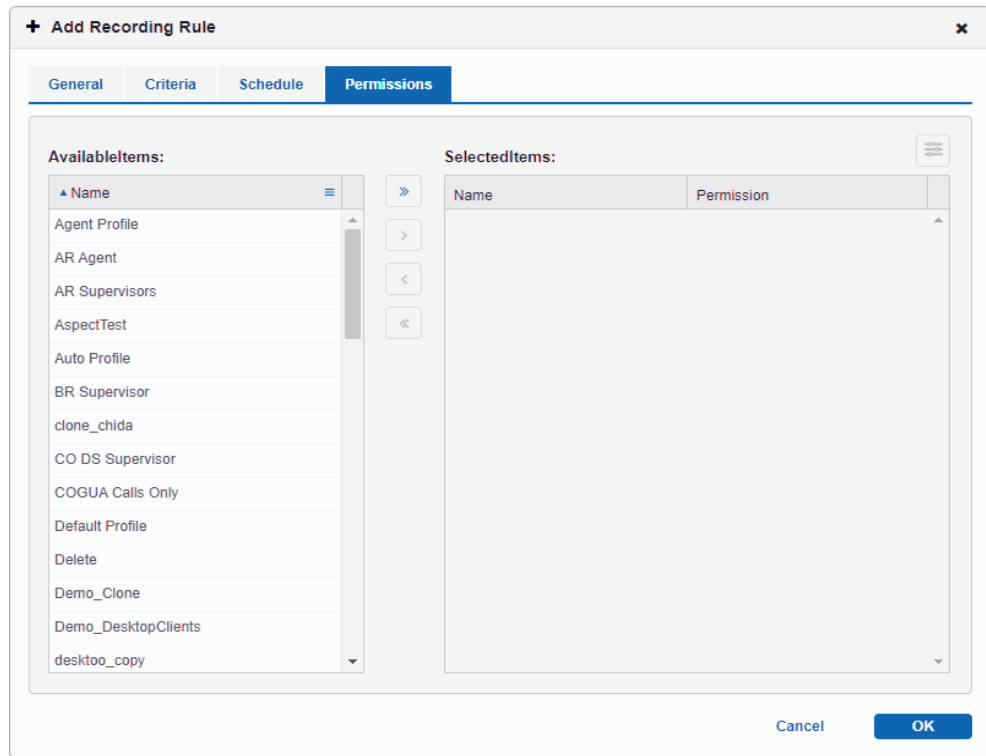 Add Recording Rule
General Criteria Schedule Permissions
AvailableItems:
SelectedItems:
Name
Name Permission
Agent Profile
AR Agent
AR Supervisors
AspectTest
Auto Profile
BR Supervisor
clone_chida
CO DS Supervisor
COGUA Calls Only
Default Profile
Delete
Demo_Clone
Demo_DesktopClients
desktoo_copy
Cancel OK